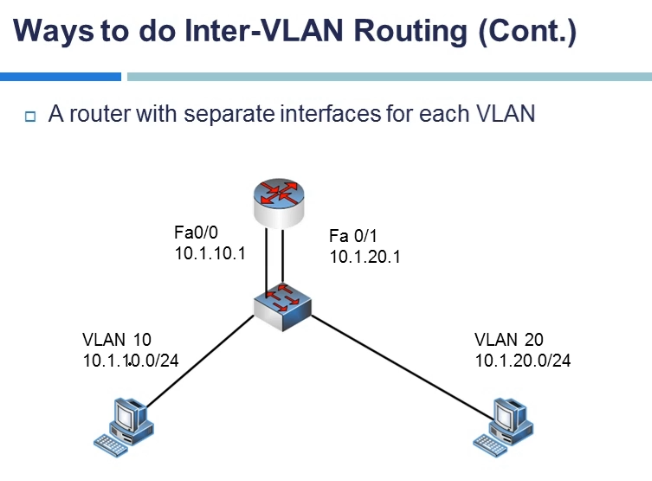 Ways to do Inter-VLAN Routing (Cont.)
A router with separate interfaces for each VLAN
Fa0/0
10.1.10.1
Fa 0/1
10.1.20.1
VLAN 10
10.1.10.0/24
VLAN 20
10.1.20.0/24